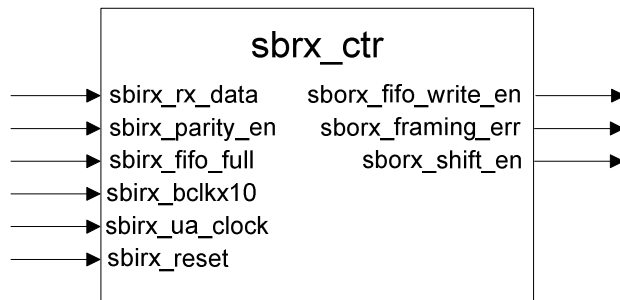 sbrx_ctr
sbirx_rx_data sborx_fifo_write_en
sbirx_parity_en sborx_framing_err
sbirx_fifo_full sborx_shift_en
sbirx_bclkx10
sbirx_ua_clock
sbirx_reset